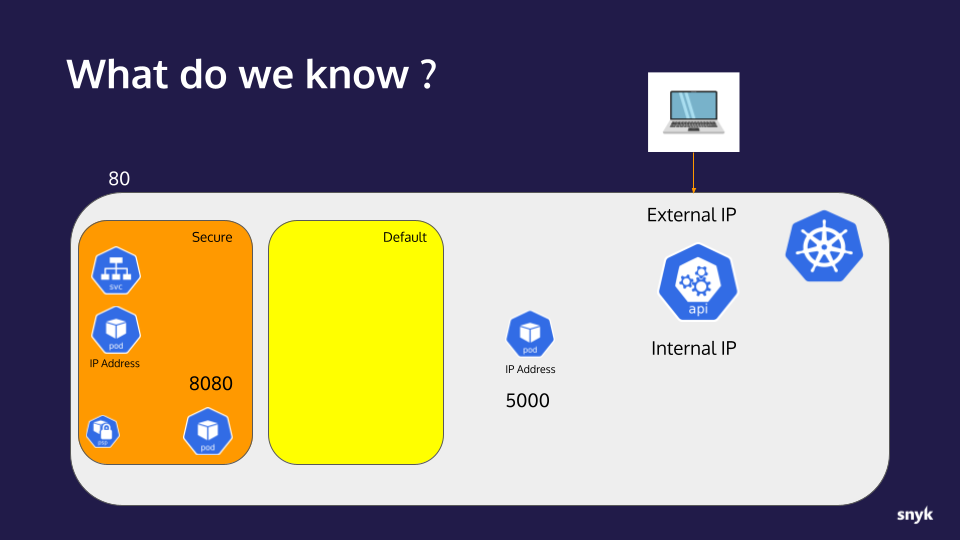 What do we know ?
80
External IP
Secure
Default
svc
api
pod
pod
Internal IP
IP Address
IP Address
8080
5000
psp
pod
snyk